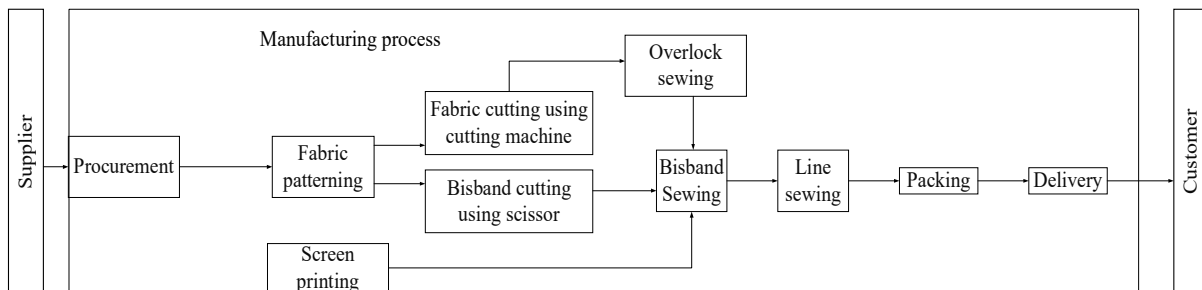 Supplier
Manufacturing process
Procurement
Fabric
patterning
Fabric cutting using
cutting machine
Overlock
sewing
Bisband cutting
using scissor
Screen
printing
Bisband
Sewing
Line
sewing
Packing
Delivery
Customer